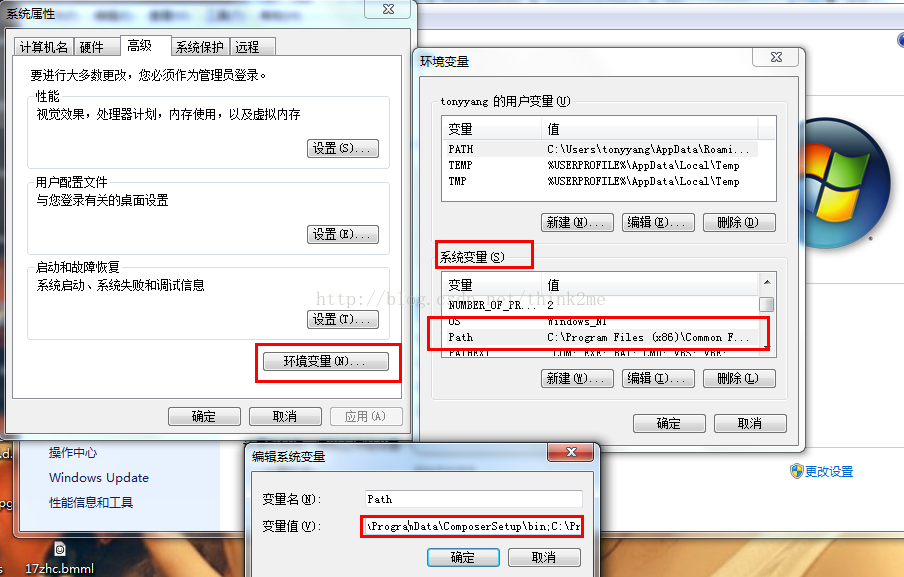 系统属性
计算机名
硬件
高级
系统保护
远程
要进行大多数更改，您必须作为管理员登录。
性能
视觉效果，处理器计划，内存使用，以及虚拟内存
设置(S)...
用户配置文件
与您登录有关的桌面设置
设置(E)...
启动和故障恢复
系统启动、系统失败和调试信息
设置(T)...
环境变量(N)...
确定
取消
应用(A)
环境变量
tonyyang 的用户变量(U)
变量 值
PATH C:\Users\tonyyang\AppData\Roami...
TEMP %USERPROFILE%\AppData\Local\Temp
TMP %USERPROFILE%\AppData\Local\Temp
新建(N)... 编辑(E)... 删除(D)
系统变量(S)
变量 值
NUMBER_OF_PR... 2
OS Windows_NT
Path C:\Program Files (x86)\Common F...
PATHEXT .COM;.EXE;.BAT;.CMD;.VBS;.VBE;
新建(W)... 编辑(I)... 删除(L)
确定 取消
http://blog.csdn.net/think2me
编辑系统变量
变量名(N): Path
变量值(V): \ProgramData\ComposerSetup\bin;C:\Pr
确定 取消
操作中心
Windows Update
性能信息和工具
更改设置
17zhc.bmml